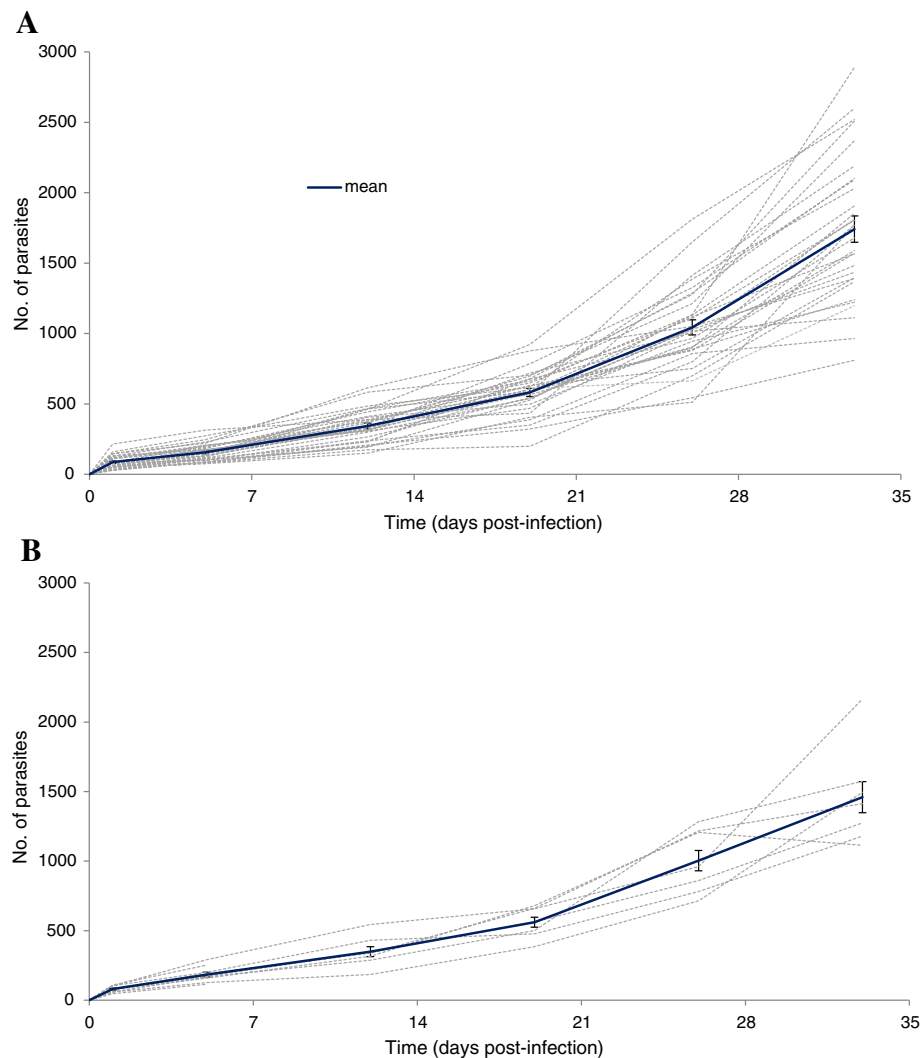 A
3000
2500
2000
1500
1000
500
0
No. of parasites
mean
0 7 14 21 28 35
Time (days post-infection)
B
3000
2500
2000
1500
1000
500
0
No. of parasites
0 7 14 21 28 35
Time (days post-infection)